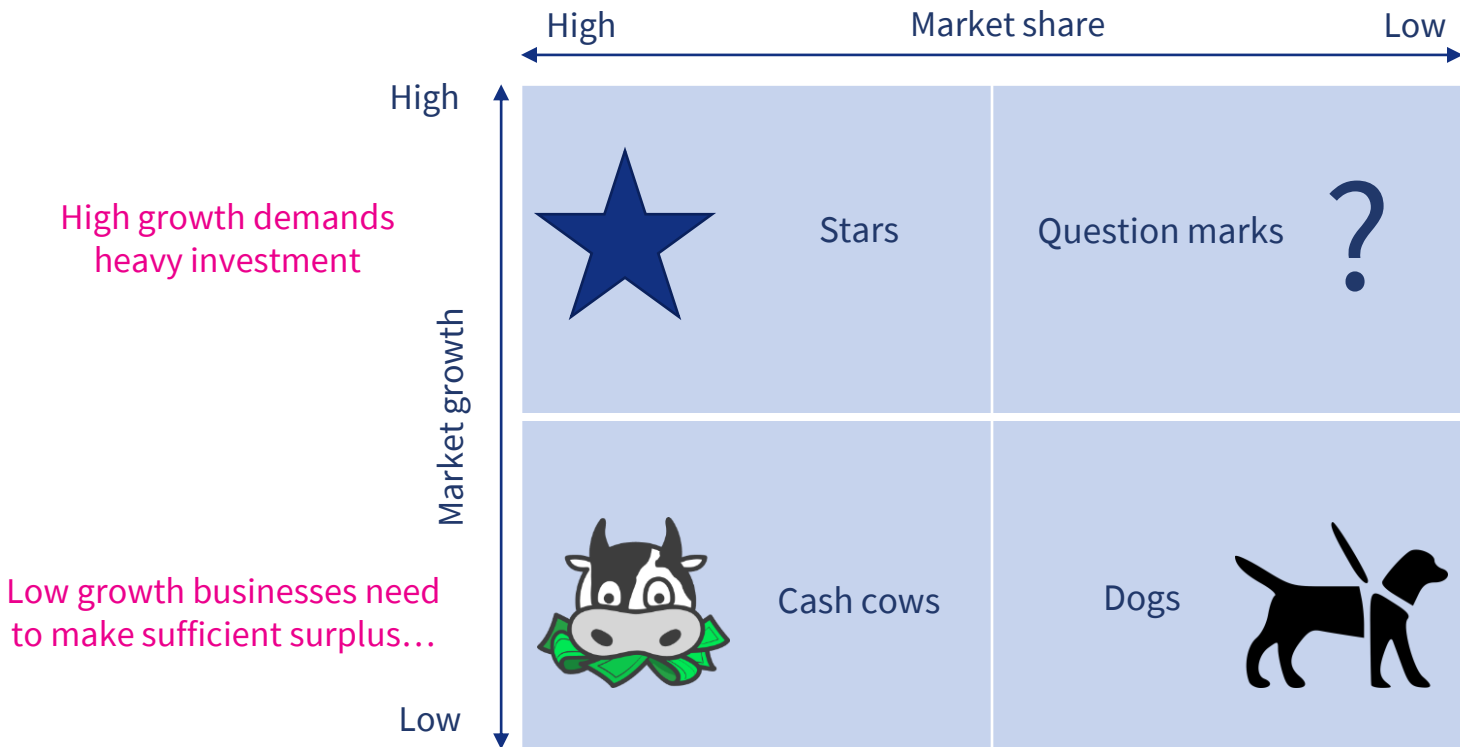 High Market share Low
High
High growth demands
heavy investment
Stars
Question marks ?
Market growth
Low growth businesses need
to make sufficient surplus…
Cash cows
Dogs
Low